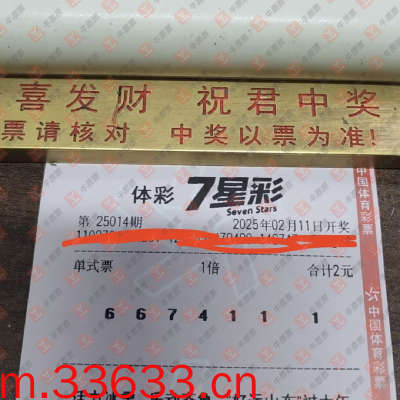 喜发财 祝君中奖
票请核对 中奖以票为准!
体彩 7星彩
Seven Stars
第 25014期 2025年02月11日开奖
单式票 1倍 合计2元
6 6 7 4 1 1 1
中国体育彩票
中国体育彩票
m.33633.cn